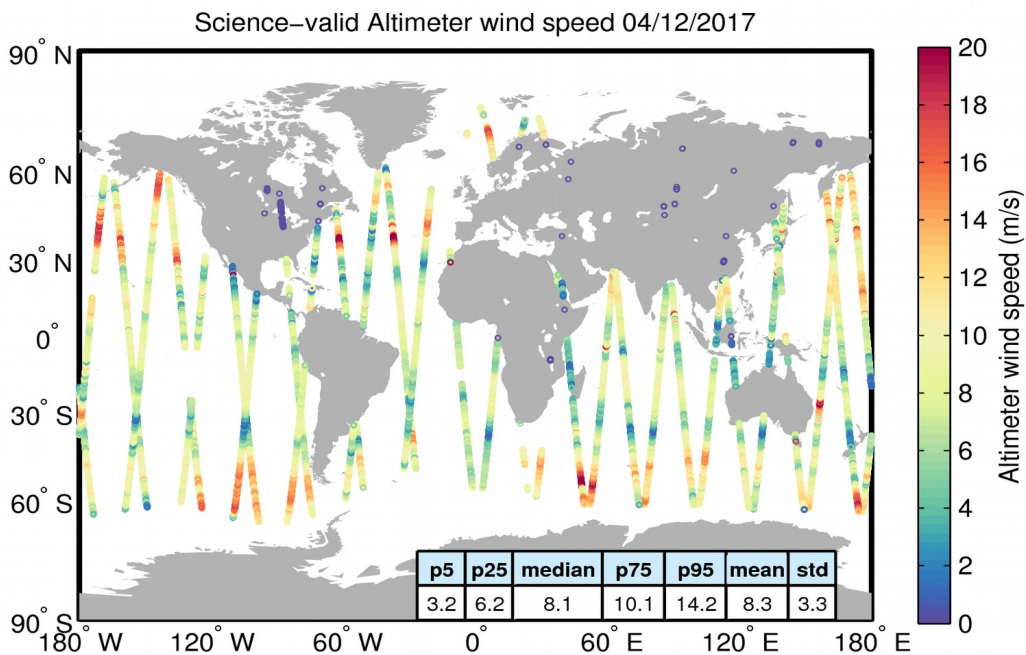 Science−valid Altimeter wind speed 04/12/2017
90° N
60° N
30° N
0°
30° S
60° S
90° S
180° W
120° W
60° W
0°
60° E
120° E
180° E
p5 p25 median p75 p95 mean std
3.2 6.2 8.1 10.1 14.2 8.3 3.3
20
18
16
14
12
10
8
6
4
2
0
Altimeter wind speed (m/s)